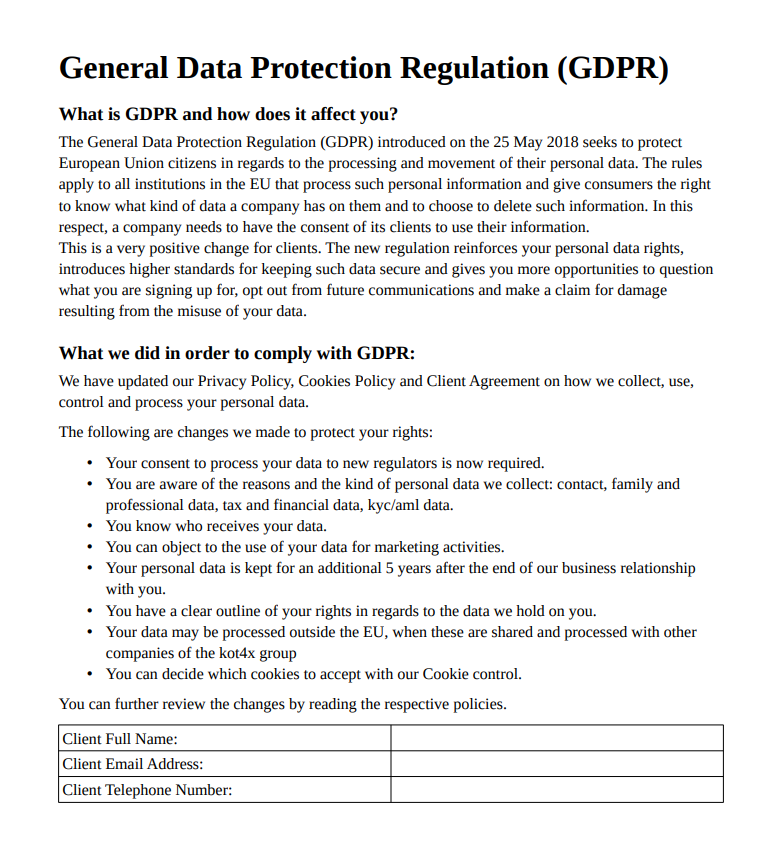 General Data Protection Regulation (GDPR)
What is GDPR and how does it affect you?
The General Data Protection Regulation (GDPR) introduced on the 25 May 2018 seeks to protect
European Union citizens in regards to the processing and movement of their personal data. The rules
apply to all institutions in the EU that process such personal information and give consumers the right
to know what kind of data a company has on them and to choose to delete such information. In this
respect, a company needs to have the consent of its clients to use their information.
This is a very positive change for clients. The new regulation reinforces your personal data rights,
introduces higher standards for keeping such data secure and gives you more opportunities to question
what you are signing up for, opt out from future communications and make a claim for damage
resulting from the misuse of your data.
What we did in order to comply with GDPR:
We have updated our Privacy Policy, Cookies Policy and Client Agreement on how we collect, use,
control and process your personal data.
The following are changes we made to protect your rights:
• Your consent to process your data to new regulators is now required.
• You are aware of the reasons and the kind of personal data we collect: contact, family and
professional data, tax and financial data, kyc/aml data.
• You know who receives your data.
• You can object to the use of your data for marketing activities.
• Your personal data is kept for an additional 5 years after the end of our business relationship
with you.
• You have a clear outline of your rights in regards to the data we hold on you.
• Your data may be processed outside the EU, when these are shared and processed with other
companies of the kot4x group
• You can decide which cookies to accept with our Cookie control.
You can further review the changes by reading the respective policies.
Client Full Name:
Client Email Address:
Client Telephone Number: